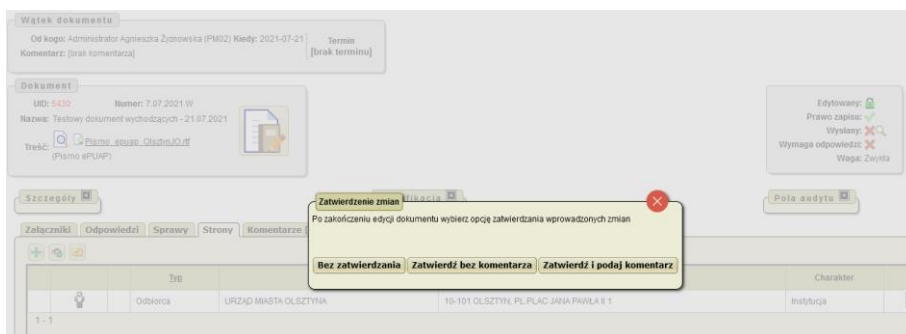 Wątek dokumentu
Od kogo: Administrator Agnieszka Żyznowska (PM02) Kiedy: 2021-07-21
Termin
[brak terminu]
Komentarz: [brak komentarza]
Dokument
UID: 5430 Numer: 7.07.2021.W
Nazwa: Testowy dokument wychodzących - 21.07.2021
Treść: Pismo_epuap_OlsztinJO.rtf
(Pismo ePUAP)
Edytowany:
Prawo zapisu:
Wysłany:
Wymaga odpowiedzi:
Waga: Zwykła
Szczegóły
Pola audytu
Zatwierdzenie zmian
Po zakończeniu edycji dokumentu wybierz opcję zatwierdzania wprowadzonych zmian
Bez zatwierdzania Zatwierdź bez komentarza Zatwierdź i podaj komentarz
Załączniki Odpowiedzi Sprawy Strony Komentarze
Typ Charakter
Odbiorca URZĄD MIASTA OLSZTYNA 10-101 OLSZTYN, PL.PLAC JANA PAWŁA II 1 Instytucja
1 - 1